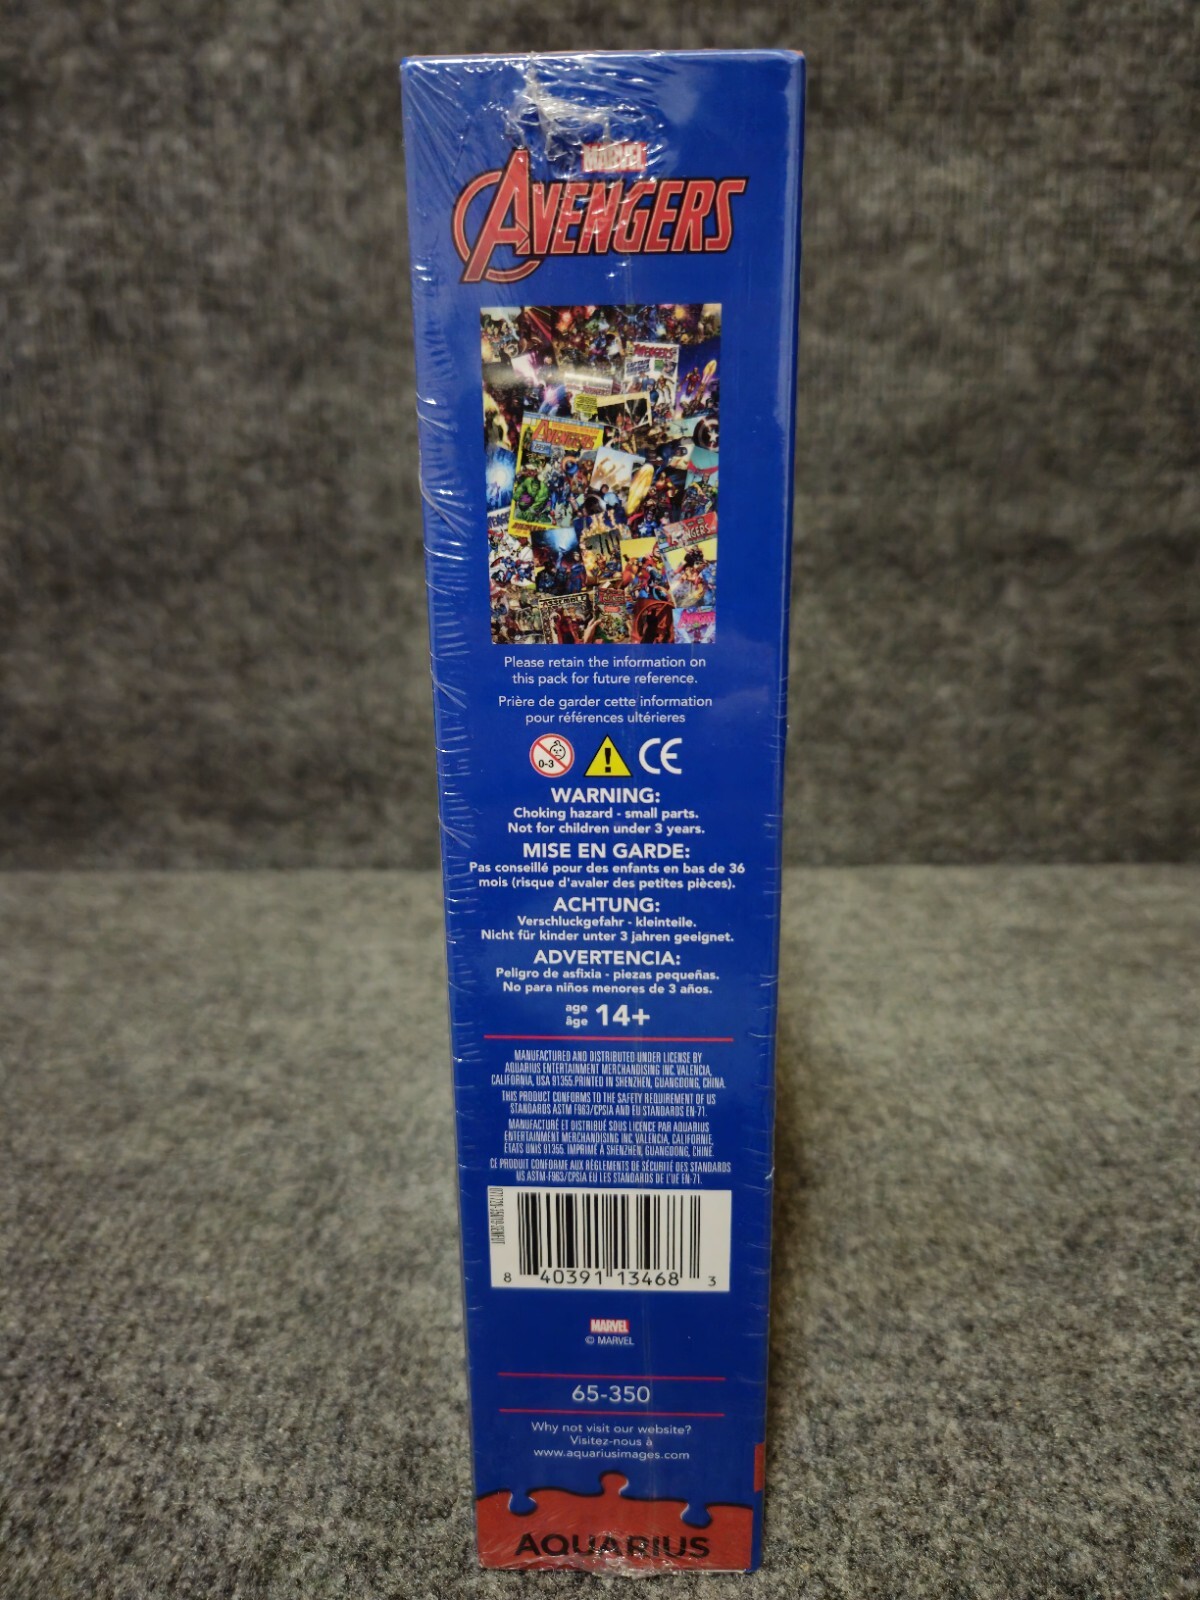 MARVEL
AVENGERS
AVENGERS
AVENGERS
ASSEMBLE
Please retain the information on
this pack for future reference.
Prière de garder cette information
pour références ultérieures
0-3
CE
WARNING:
Choking hazard - small parts.
Not for children under 3 years.
MISE EN GARDE:
Pas conseillé pour des enfants en bas de 36
mois (risque d'avaler des petites pièces).
ACHTUNG:
Verschluckgefahr - kleinteile.
Nicht für kinder unter 3 jahren geeignet.
ADVERTENCIA:
Peligro de asfixia - piezas pequeñas.
No para niños menores de 3 años.
age
âge 14+
MANUFACTURED AND DISTRIBUTED UNDER LICENSE BY
AQUARIUS ENTERTAINMENT MERCHANDISING INC. VALENCIA,
CALIFORNIA, USA 91355.PRINTED IN SHENZHEN, GUANGDONG, CHINA.
THIS PRODUCT CONFORMS TO THE SAFETY REQUIREMENT OF US
STANDARDS ASTM F963/CPSIA AND EU STANDARDS EN-71.
MANUFACTURÉ ET DISTRIBUÉ SOUS LICENCE PAR AQUARIUS
ENTERTAINMENT MERCHANDISING INC. VALENCIA, CALIFORNIE,
ÉTATS UNIS 91355. IMPRIMÉ À SHENZHEN, GUANGDONG, CHINE.
CE PRODUIT CONFORME AUX RÉGLEMENTS DE SÉCURITÉ DES STANDARDS
US ASTM-F963/CPSIA EU LES STANDARDS DE L'UE EN-71.
8 40391 13468 3
MARVEL
© MARVEL
65-350
Why not visit our website?
Visitez-nous à
www.aquariusimages.com
AQUARIUS